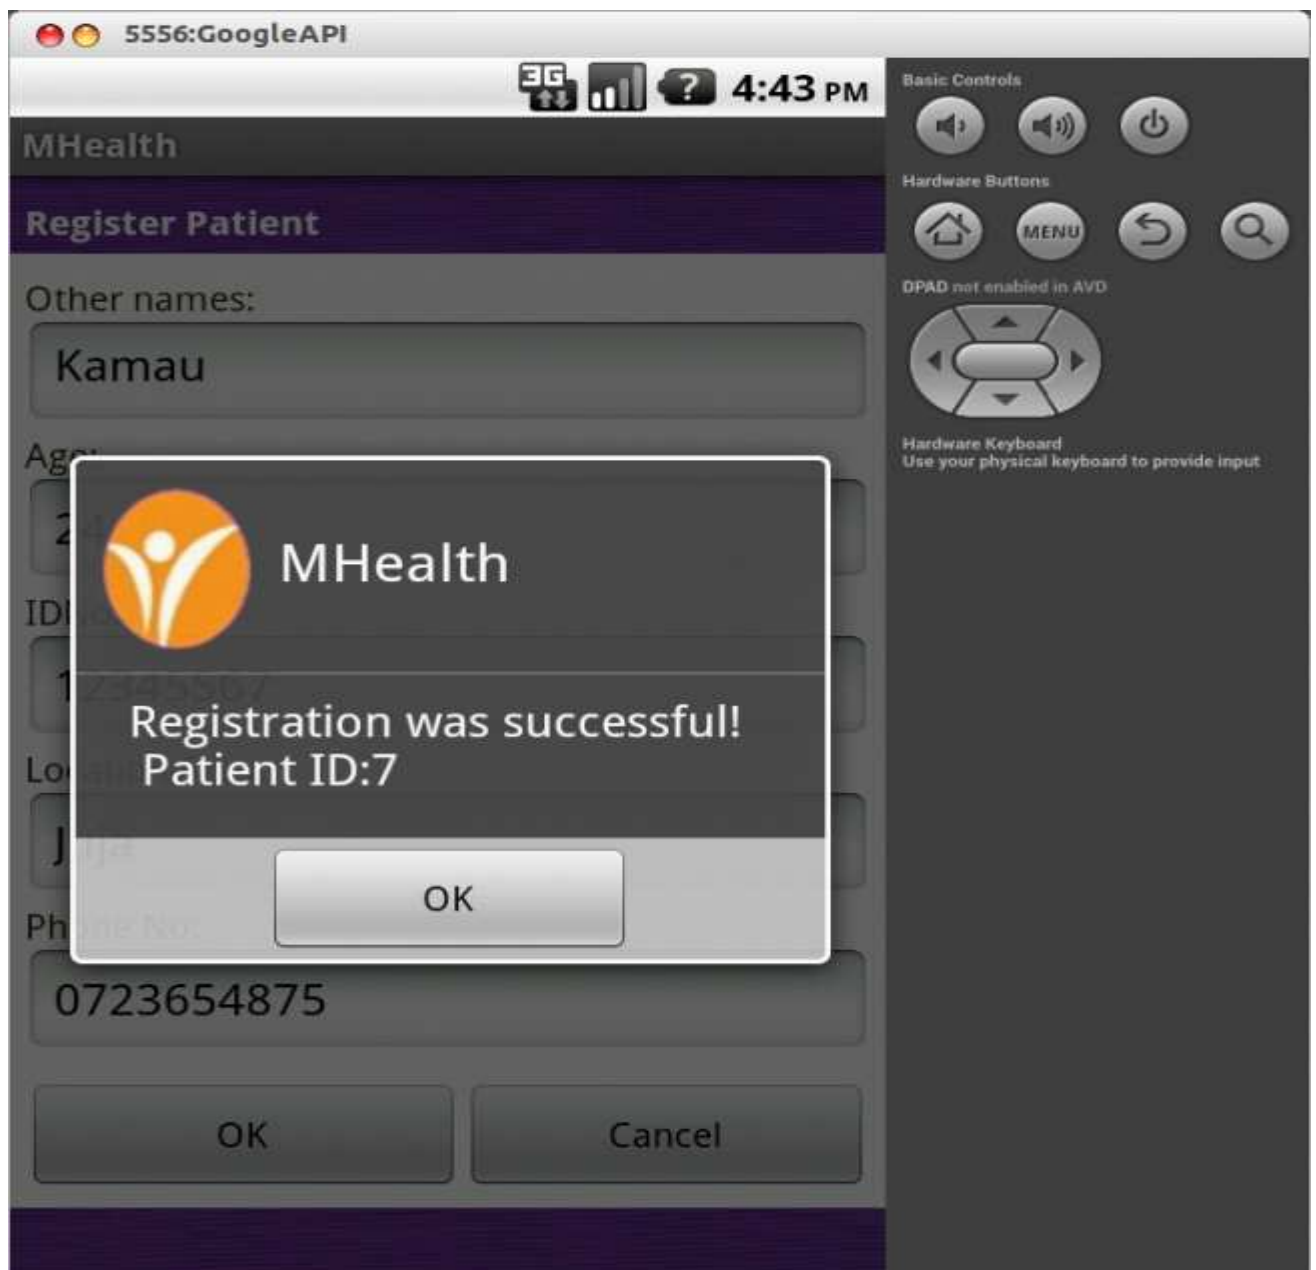 5556:GoogleAPI
3G ? 4:43 PM
MHealth
Register Patient
Other names:
Kamau
MHealth
Registration was successful!
Patient ID:7
OK
Phone No:
0723654875
OK
Cancel
Basic Controls
Hardware Buttons
MENU
DPAD not enabled in AVD
Hardware Keyboard
Use your physical keyboard to provide input